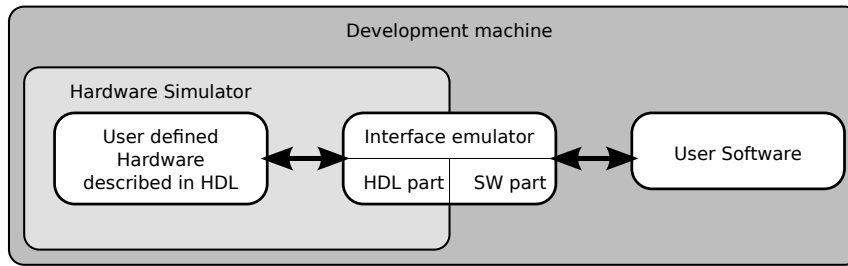 Development machine
Hardware Simulator
User defined
Hardware
described in HDL
Interface emulator
HDL part
SW part
User Software